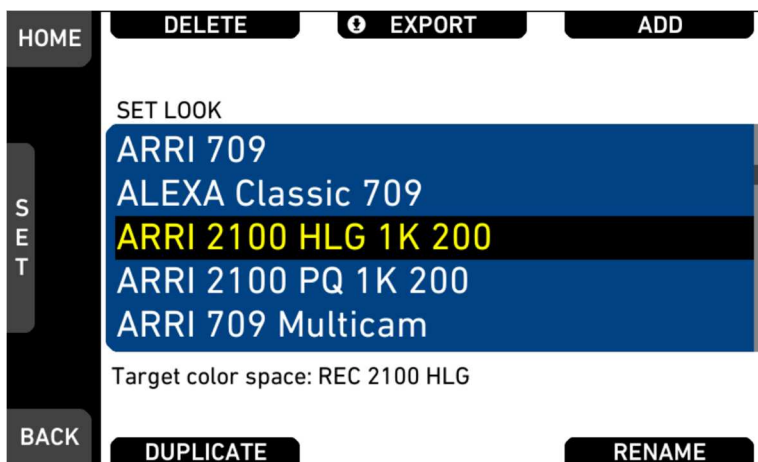 HOME
DELETE
EXPORT
ADD
SET LOOK
ARRI 709
ALEXA Classic 709
SET
ARRI 2100 HLG 1K 200
ARRI 2100 PQ 1K 200
ARRI 709 Multicam
Target color space: REC 2100 HLG
BACK
DUPLICATE
RENAME